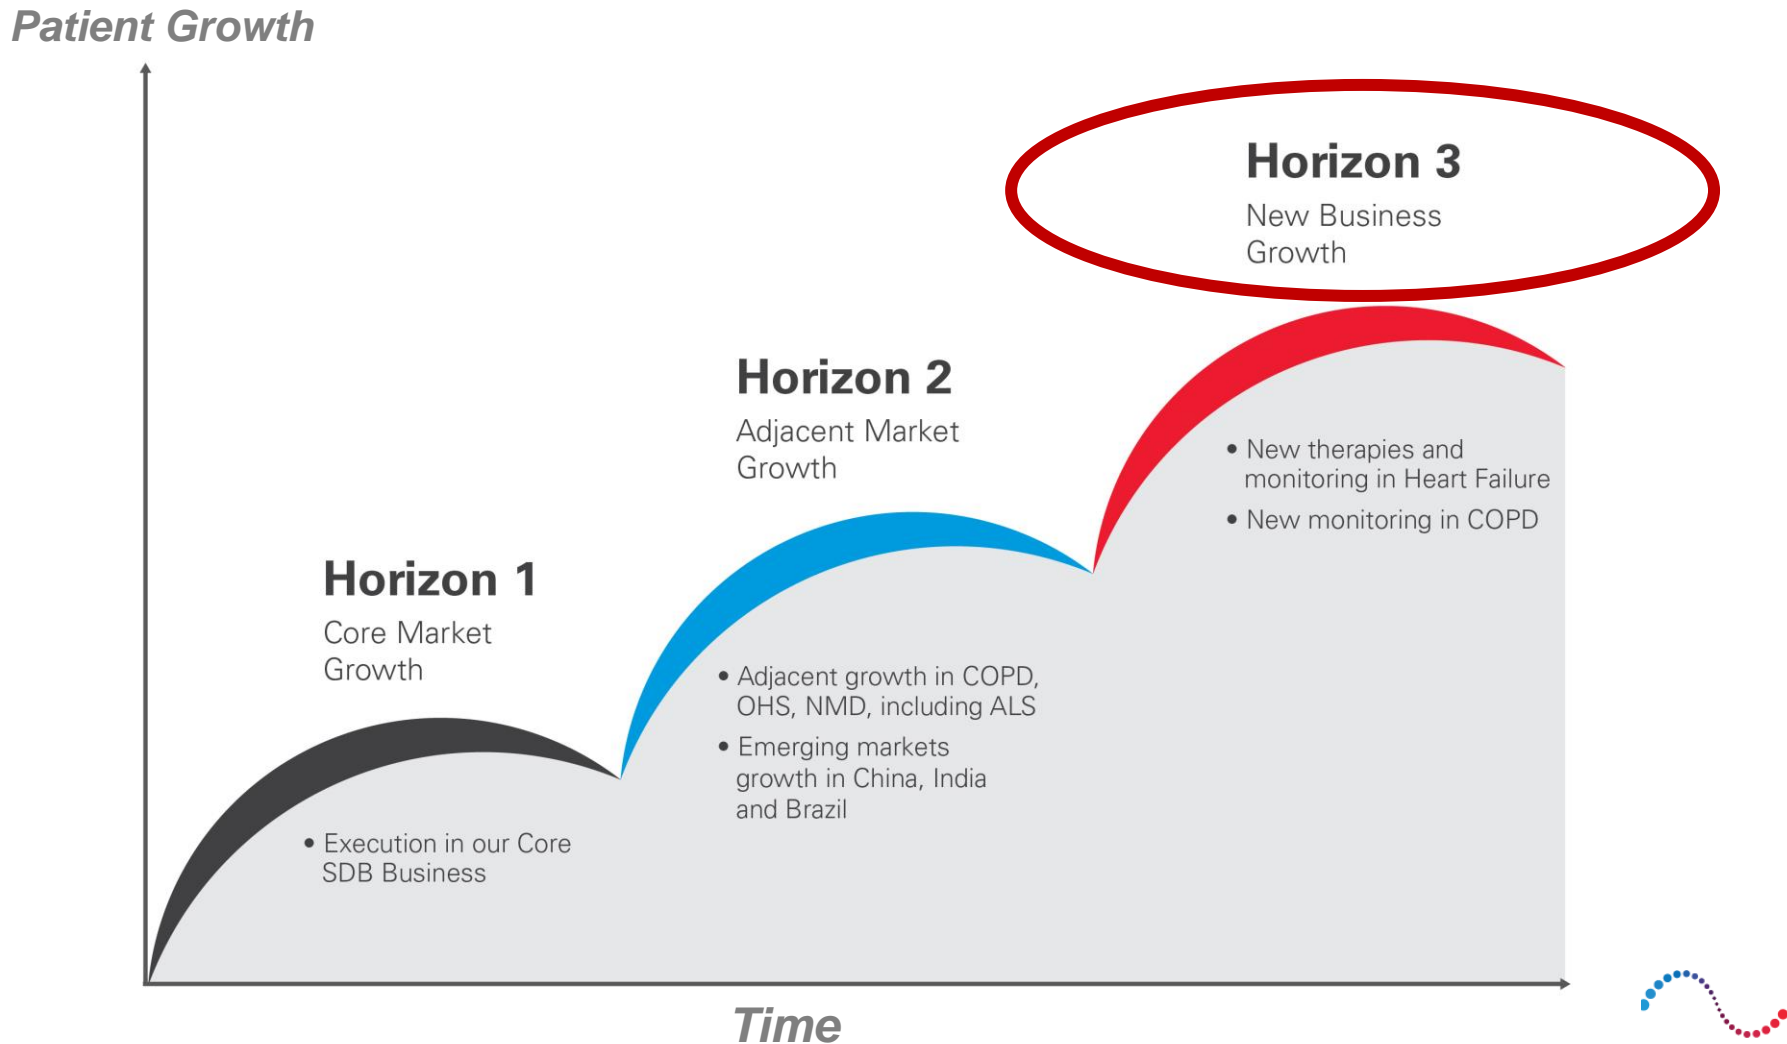 Patient Growth
Horizon 3
New Business
Growth
• New therapies and
monitoring in Heart Failure
• New monitoring in COPD
Horizon 2
Adjacent Market
Growth
• Adjacent growth in COPD,
OHS, NMD, including ALS
• Emerging markets
growth in China, India
and Brazil
Horizon 1
Core Market
Growth
• Execution in our Core
SDB Business
Time